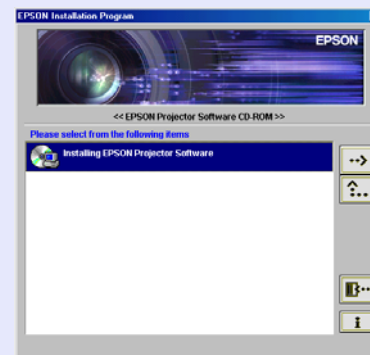 EPSON Installation Program
EPSON
<< EPSON Projector Software CD-ROM >>
Please select from the following items
Installing EPSON Projector Software